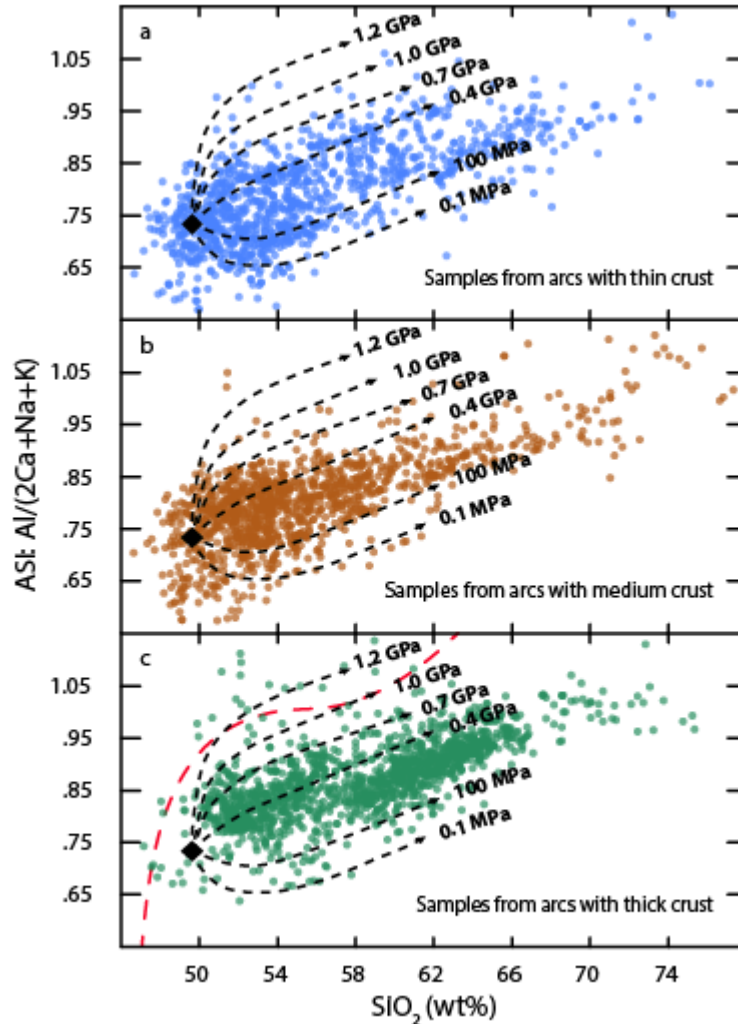 a
1.2 GPa
1.0 GPa
0.7 GPa
0.4 GPa
100 MPa
0.1 MPa
1.05
.95
.85
.75
.65
Samples from arcs with thin crust
b
1.2 GPa
1.0 GPa
0.7 GPa
0.4 GPa
100 MPa
0.1 MPa
1.05
.95
.85
.75
.65
Samples from arcs with medium crust
c
1.2 GPa
1.0 GPa
0.7 GPa
0.4 GPa
100 MPa
0.1 MPa
1.05
.95
.85
.75
.65
Samples from arcs with thick crust
ASI: Al/(2Ca+Na+K)
50 54 58 62 66 70 74
SIO₂ (wt%)